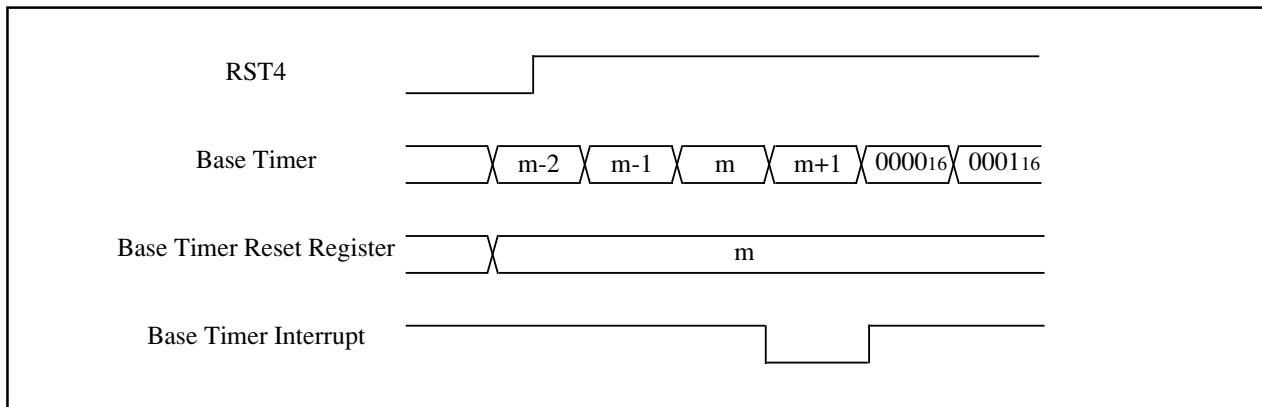 RST4
Base Timer m-2 m-1 m m+1 000016 000116
Base Timer Reset Register m
Base Timer Interrupt